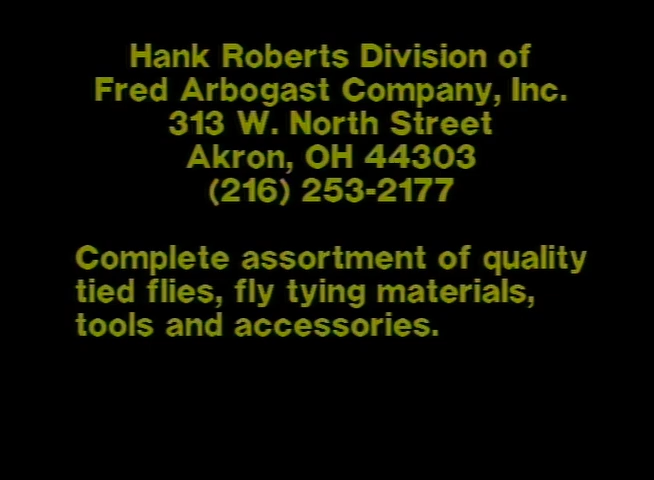 Hank Roberts Division of
Fred Arbogast Company, Inc.
313 W. North Street
Akron, OH 44303
(216) 253-2177
Complete assortment of quality
tied flies, fly tying materials,
tools and accessories.